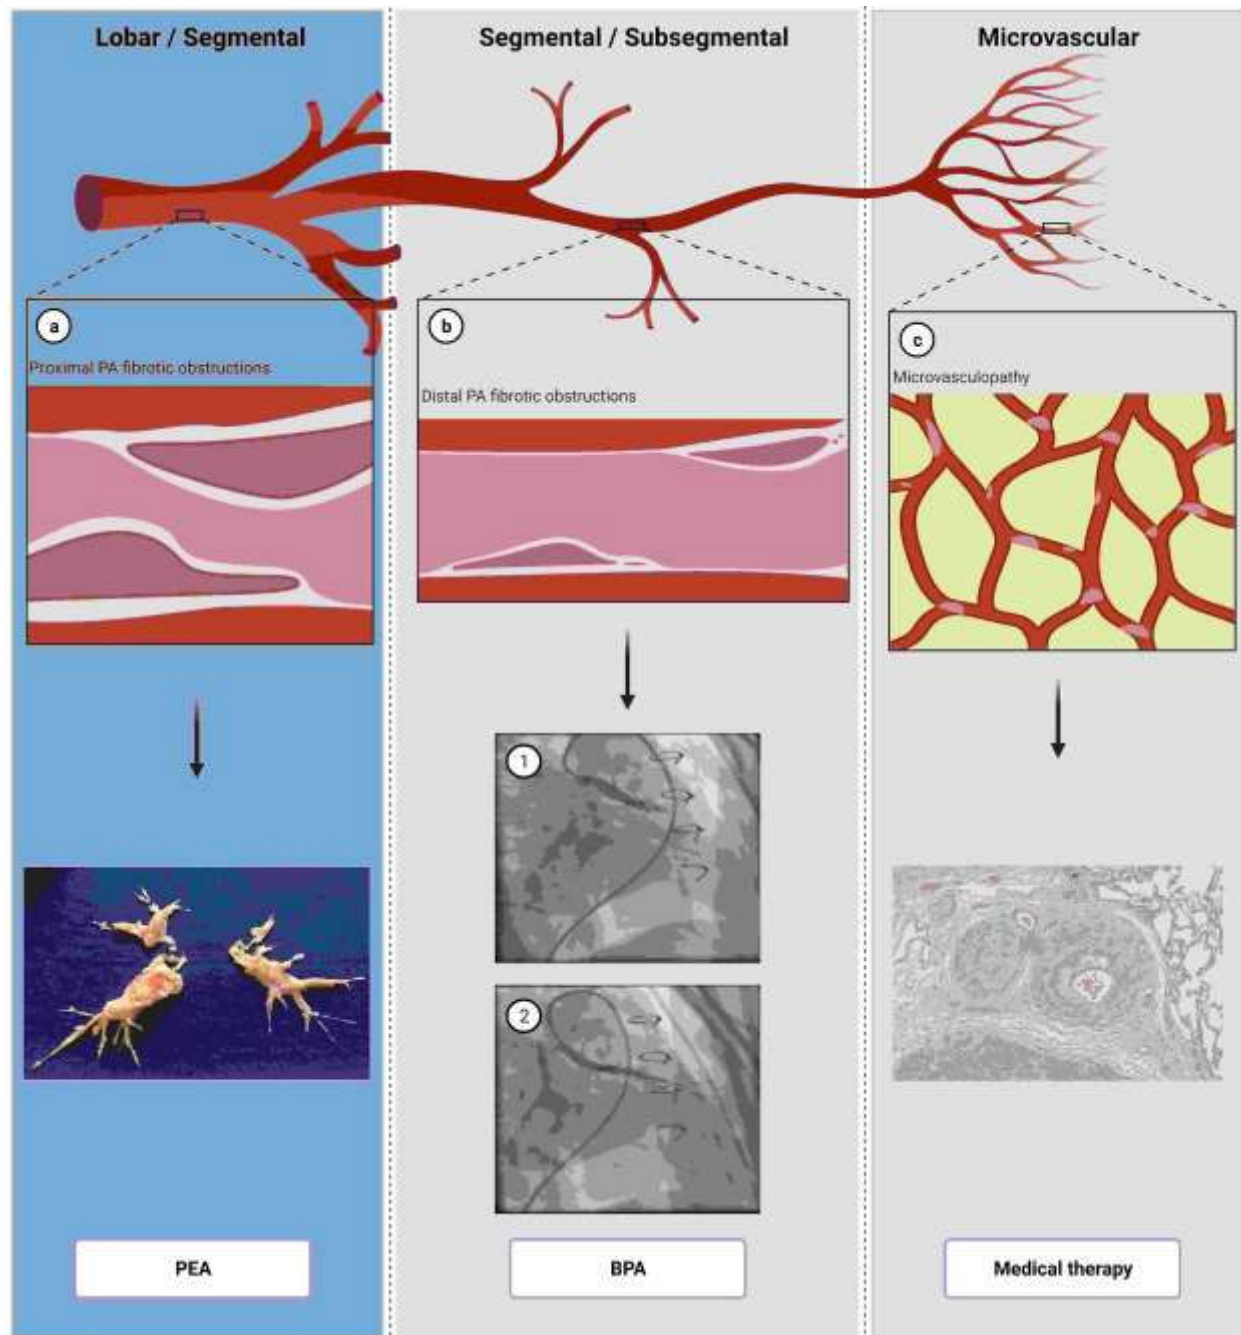 Lobar / Segmental
Segmental / Subsegmental
Microvascular
a
Proximal PA fibrotic obstructions
b
Distal PA fibrotic obstructions
c
Microvasculopathy
1
2
PEA
BPA
Medical therapy